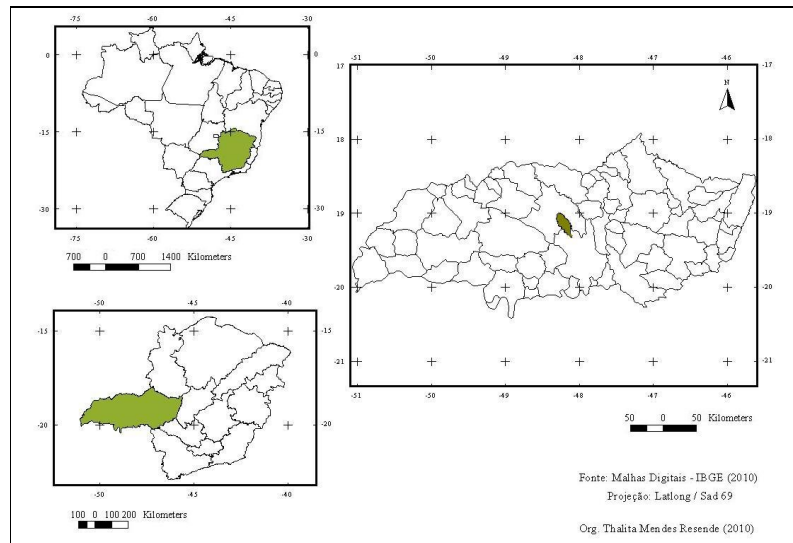 -75 -60 -45 -30
0 0
-15 -15
-30 -30
-75 -60 -45 -30
700 0 700 1400 Kilometers
-50 -45 -40
-15 -15
-20 -20
-50 -45 -40
100 0 100 200 Kilometers
-51 -50 -49 -48 -47 -46
17 -17
N
-18 -18
-19 -19
-20 -20
-21 -21
-51 -50 -49 -48 -47 -46
50 0 50 Kilometers
Fonte: Malhas Digitais - IBGE (2010)
Projeção: Latlong / Sad 69
Org. Thalita Mendes Resende (2010)